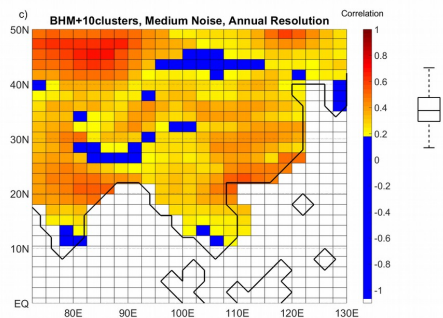 c)
BHM+10clusters, Medium Noise, Annual Resolution
Correlation
50N
40N
30N
20N
10N
EQ
80E 90E 100E 110E 120E 130E
1
0.8
0.6
0.4
0.2
0
-0.2
-0.4
-0.6
-0.8
-1